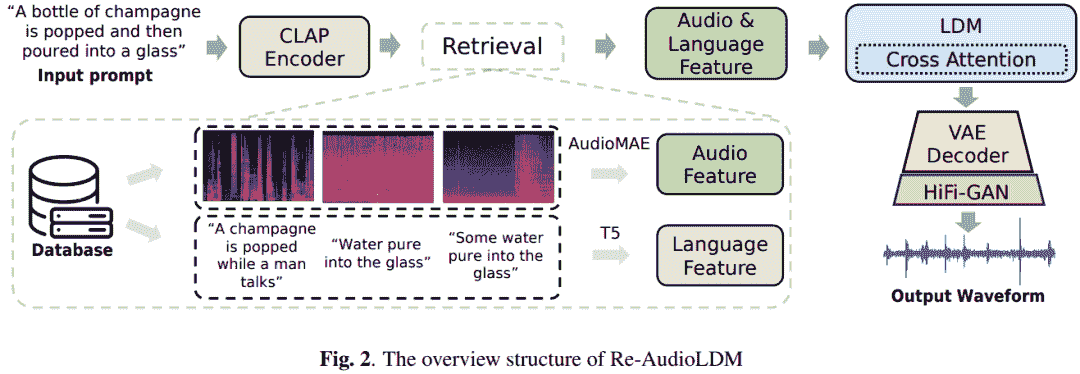 “A bottle of champagne
is popped and then
poured into a glass”
Input prompt
CLAP
Encoder
Retrieval
Audio &
Language
Feature
LDM
Cross Attention
Database
AudioMAE
Audio
Feature
“A champagne
is popped
while a man
talks”
“Water pure
into the glass”
“Some water
pure into the
glass”
T5
Language
Feature
VAE
Decoder
HiFi-GAN
Output Waveform
Fig. 2. The overview structure of Re-AudioLDM